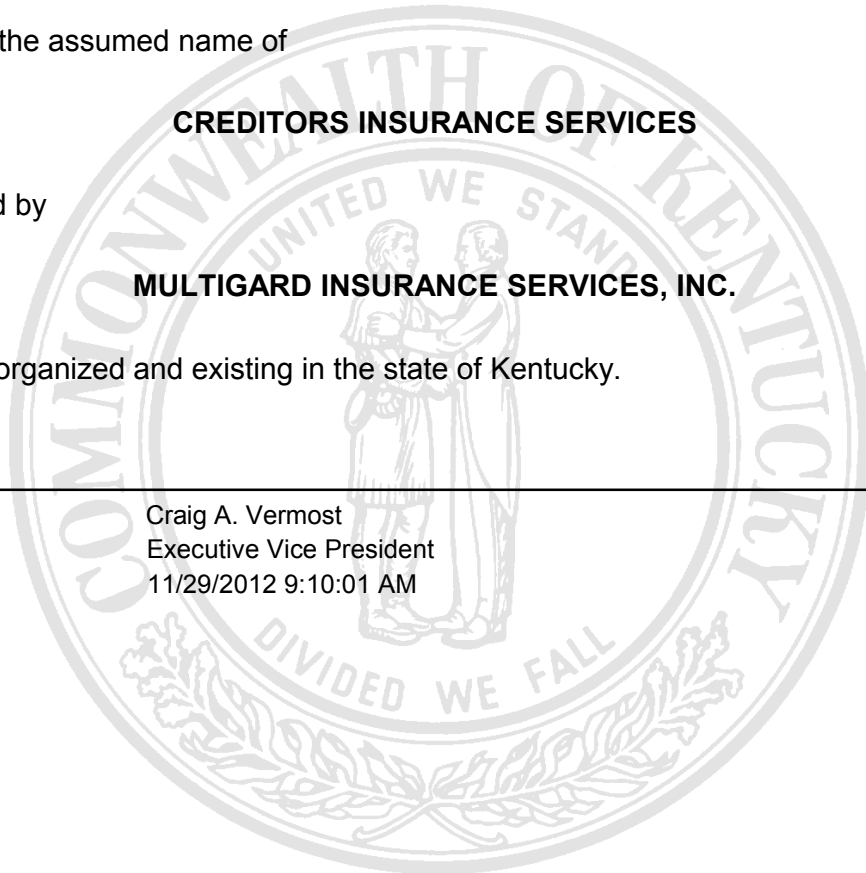 the assumed name of
CREDITORS INSURANCE SERVICES
d by
MULTIGARD INSURANCE SERVICES, INC.
organized and existing in the state of Kentucky.
Craig A. Vermost
Executive Vice President
11/29/2012 9:10:01 AM
COMMONWEALTH OF KENTUCKY
UNITED WE STAND
DIVIDED WE FALL